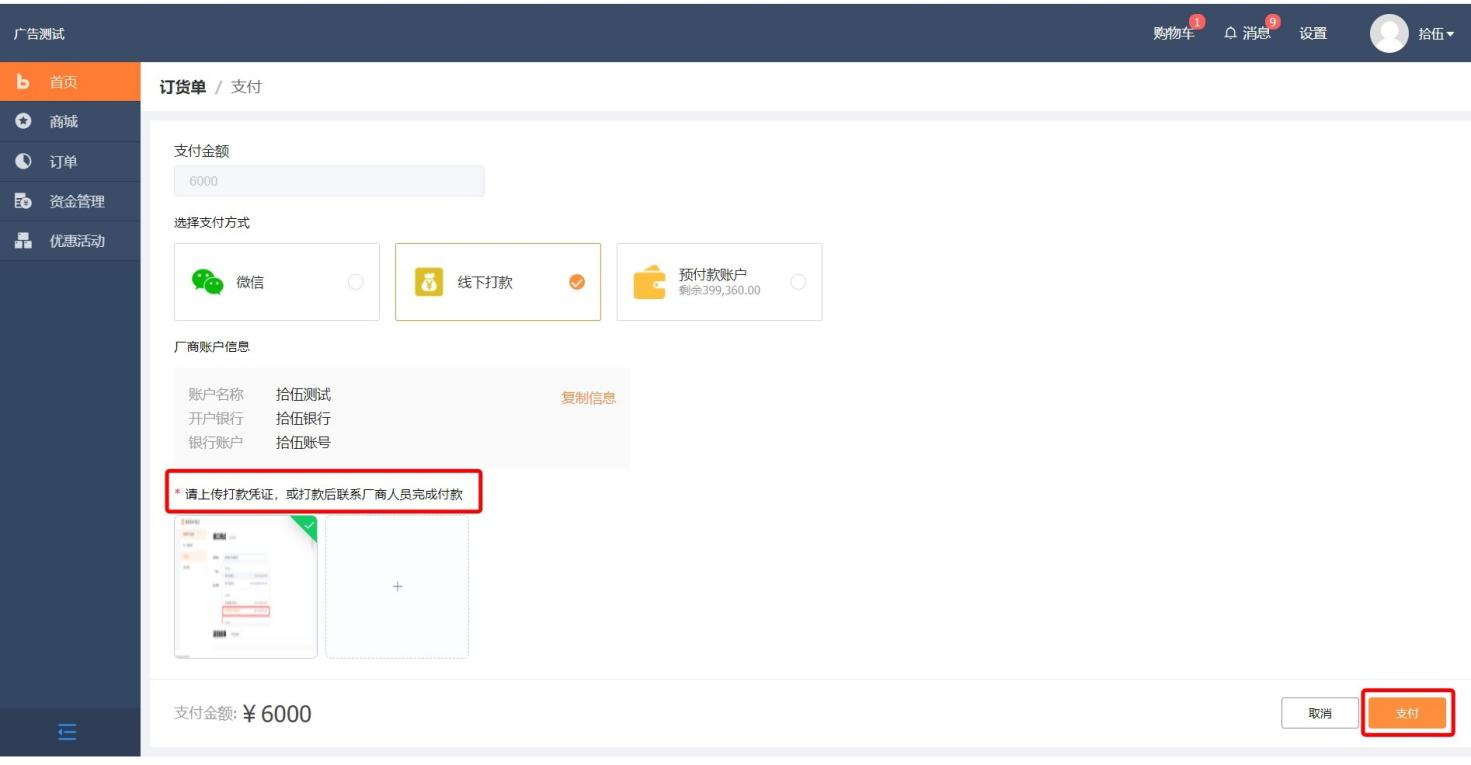 广告测试
购物车 1
消息 9
设置
拾伍
首页
商城
订单
资金管理
优惠活动
订货单 / 支付
支付金额
6000
选择支付方式
微信
线下打款
预付款账户
剩余399,360.00
厂商账户信息
账户名称 拾伍测试
复制信息
开户银行 拾伍银行
银行账户 拾伍账号
* 请上传打款凭证，或打款后联系厂商人员完成付款
支付金额: ¥ 6000
取消
支付